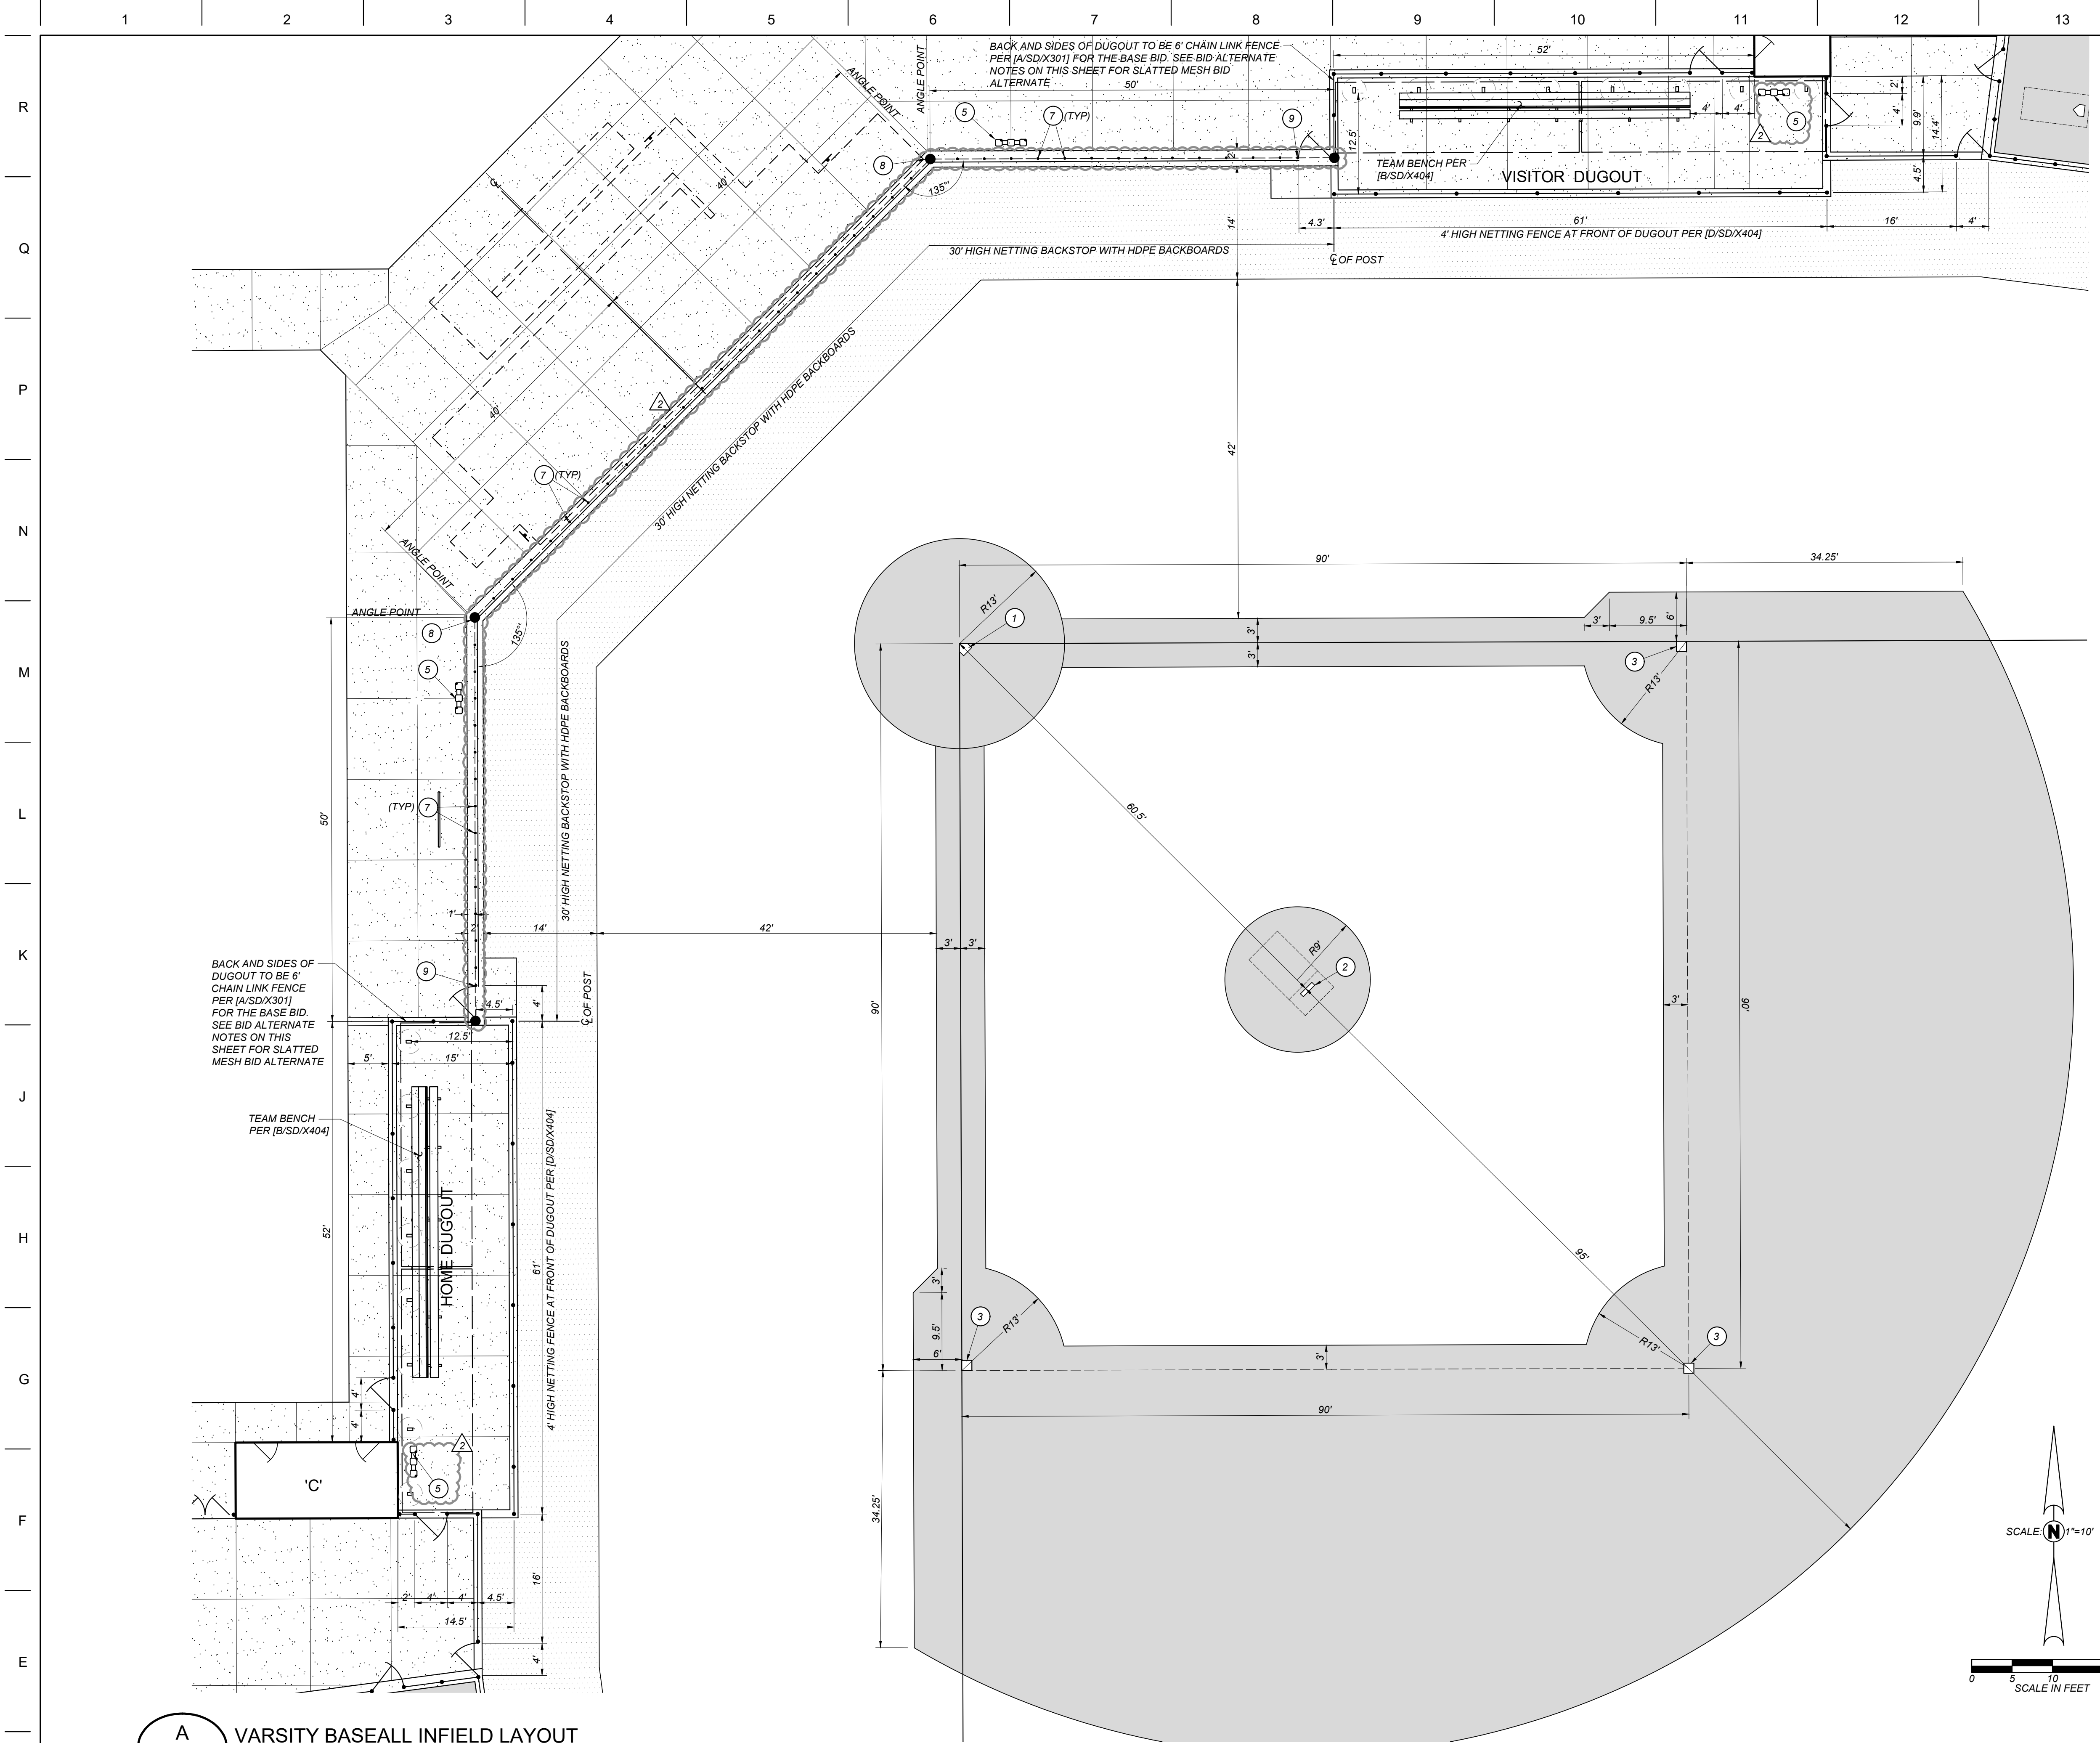 1 2 3 4 5 6 7 8 9 10 11 12 13
R
Q
P
N
M
L
K
J
H
G
F
E
BACK AND SIDES OF DUGOUT TO BE 6' CHAIN LINK FENCE
PER [A/SD/X301] FOR THE BASE BID. SEE BID ALTERNATE
NOTES ON THIS SHEET FOR SLATTED MESH BID
ALTERNATE
50'
52'
ANGLE POINT
ANGLE POINT
5
7 (TYP)
9
8
2'
135°'
12.5'
TEAM BENCH PER
[B/SD/X404]
VISITOR DUGOUT
4'
4'
5
2
2'
4'
9.9'
14.4'
4.5'
14'
4.3'
61'
16'
4'
4' HIGH NETTING FENCE AT FRONT OF DUGOUT PER [D/SD/X404]
30' HIGH NETTING BACKSTOP WITH HDPE BACKBOARDS
℄ OF POST
℄
40'
40'
2
7 (TYP)
30' HIGH NETTING BACKSTOP WITH HDPE BACKBOARDS
42'
ANGLE POINT
ANGLE POINT
8
135°'
5
90'
34.25'
R13'
1
3'
3'
3'
9.5'
6'
3
R13'
30' HIGH NETTING BACKSTOP WITH HDPE BACKBOARDS
(TYP) 7
50'
60.5'
1'
2'
14'
42'
3'
3'
90'
R9'
2
3'
90'
BACK AND SIDES OF
DUGOUT TO BE 6'
CHAIN LINK FENCE
PER [A/SD/X301]
FOR THE BASE BID.
SEE BID ALTERNATE
NOTES ON THIS
SHEET FOR SLATTED
MESH BID ALTERNATE
9
4.5'
4'
℄ OF POST
12.5'
5'
15'
TEAM BENCH
PER [B/SD/X404]
HOME DUGOUT
52'
61'
4' HIGH NETTING FENCE AT FRONT OF DUGOUT PER [D/SD/X404]
95'
3'
9.5'
6'
3
R13'
3'
R13'
3
90'
34.25'
4'
4'
2
5
'C'
16'
2'
4'
4'
4.5'
14.5'
4'
SCALE: N 1"=10'
0 5 10
SCALE IN FEET
A
VARSITY BASEALL INFIELD LAYOUT